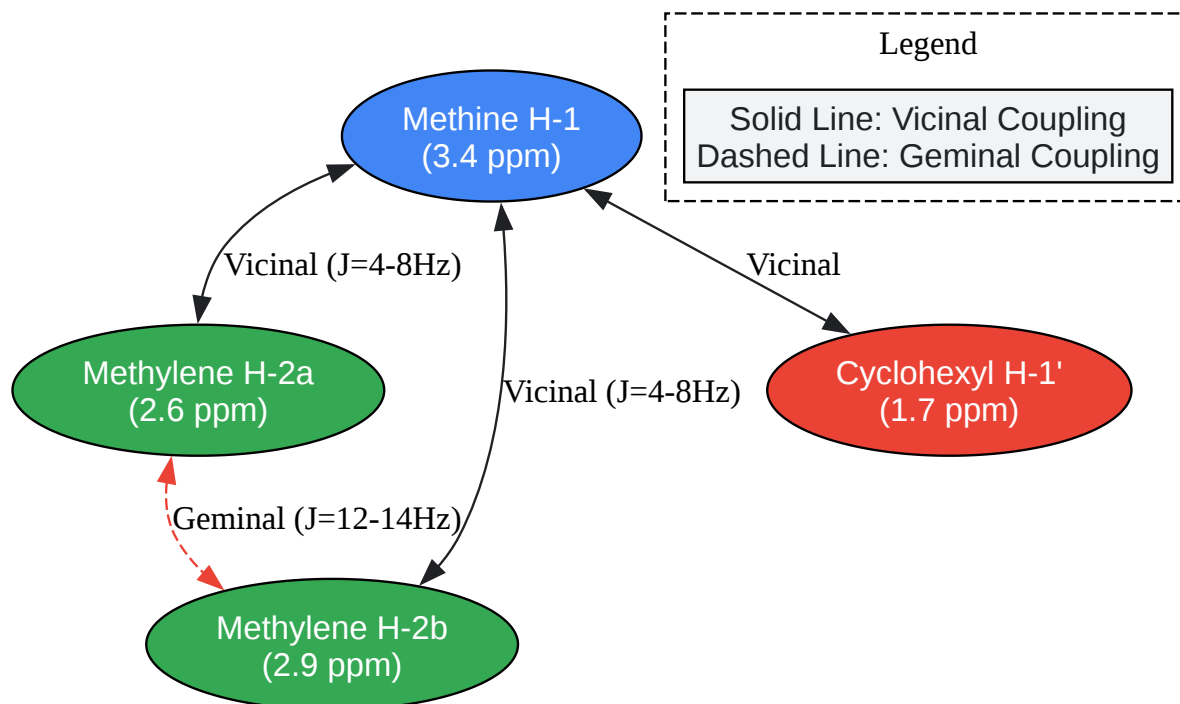 Legend
Solid Line: Vicinal Coupling
Dashed Line: Geminal Coupling
Methine H-1
(3.4 ppm)
Vicinal (J=4-8Hz)
Vicinal
Methylene H-2a
(2.6 ppm)
Vicinal (J=4-8Hz)
Cyclohexyl H-1'
(1.7 ppm)
Geminal (J=12-14Hz)
Methylene H-2b
(2.9 ppm)